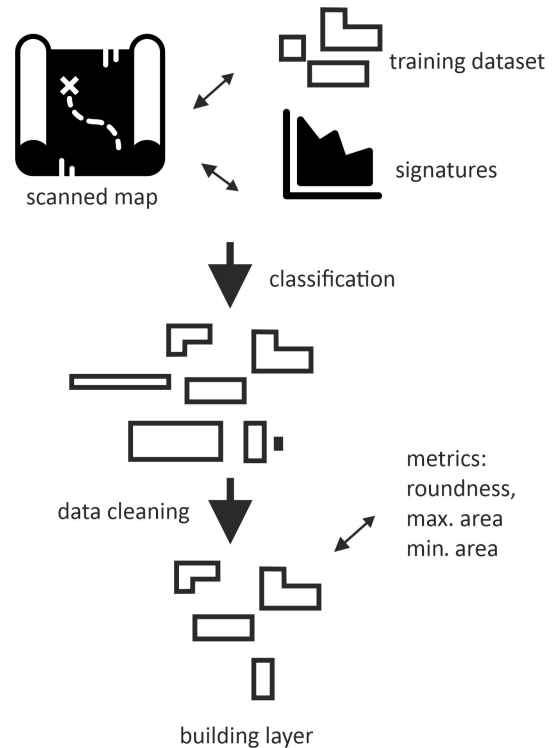 training dataset
signatures
scanned map
classification
metrics:
roundness,
max. area
min. area
data cleaning
building layer